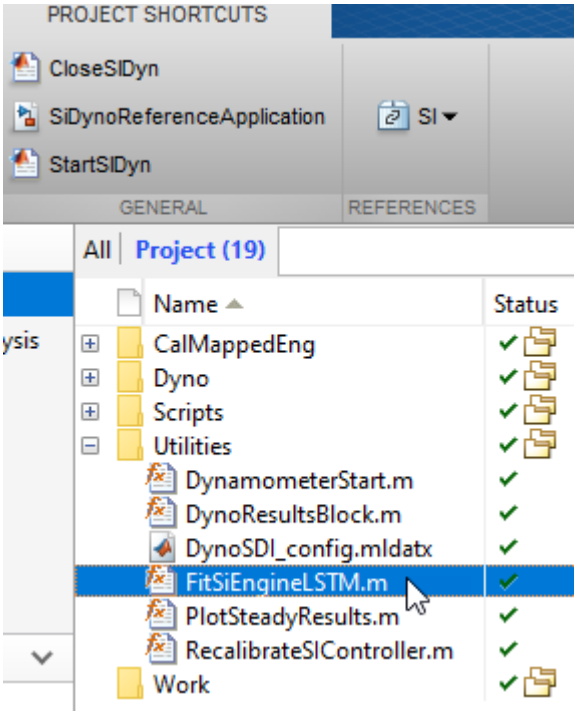 PROJECT SHORTCUTS
CloseSIDyn
SiDynoReferenceApplication
SI
StartSIDyn
GENERAL
REFERENCES
All Project (19)
Name
Status
ysis
CalMappedEng
Dyno
Scripts
Utilities
DynamometerStart.m
DynoResultsBlock.m
DynoSDI_config.mldatx
FitSiEngineLSTM.m
PlotSteadyResults.m
RecalibrateSIController.m
Work